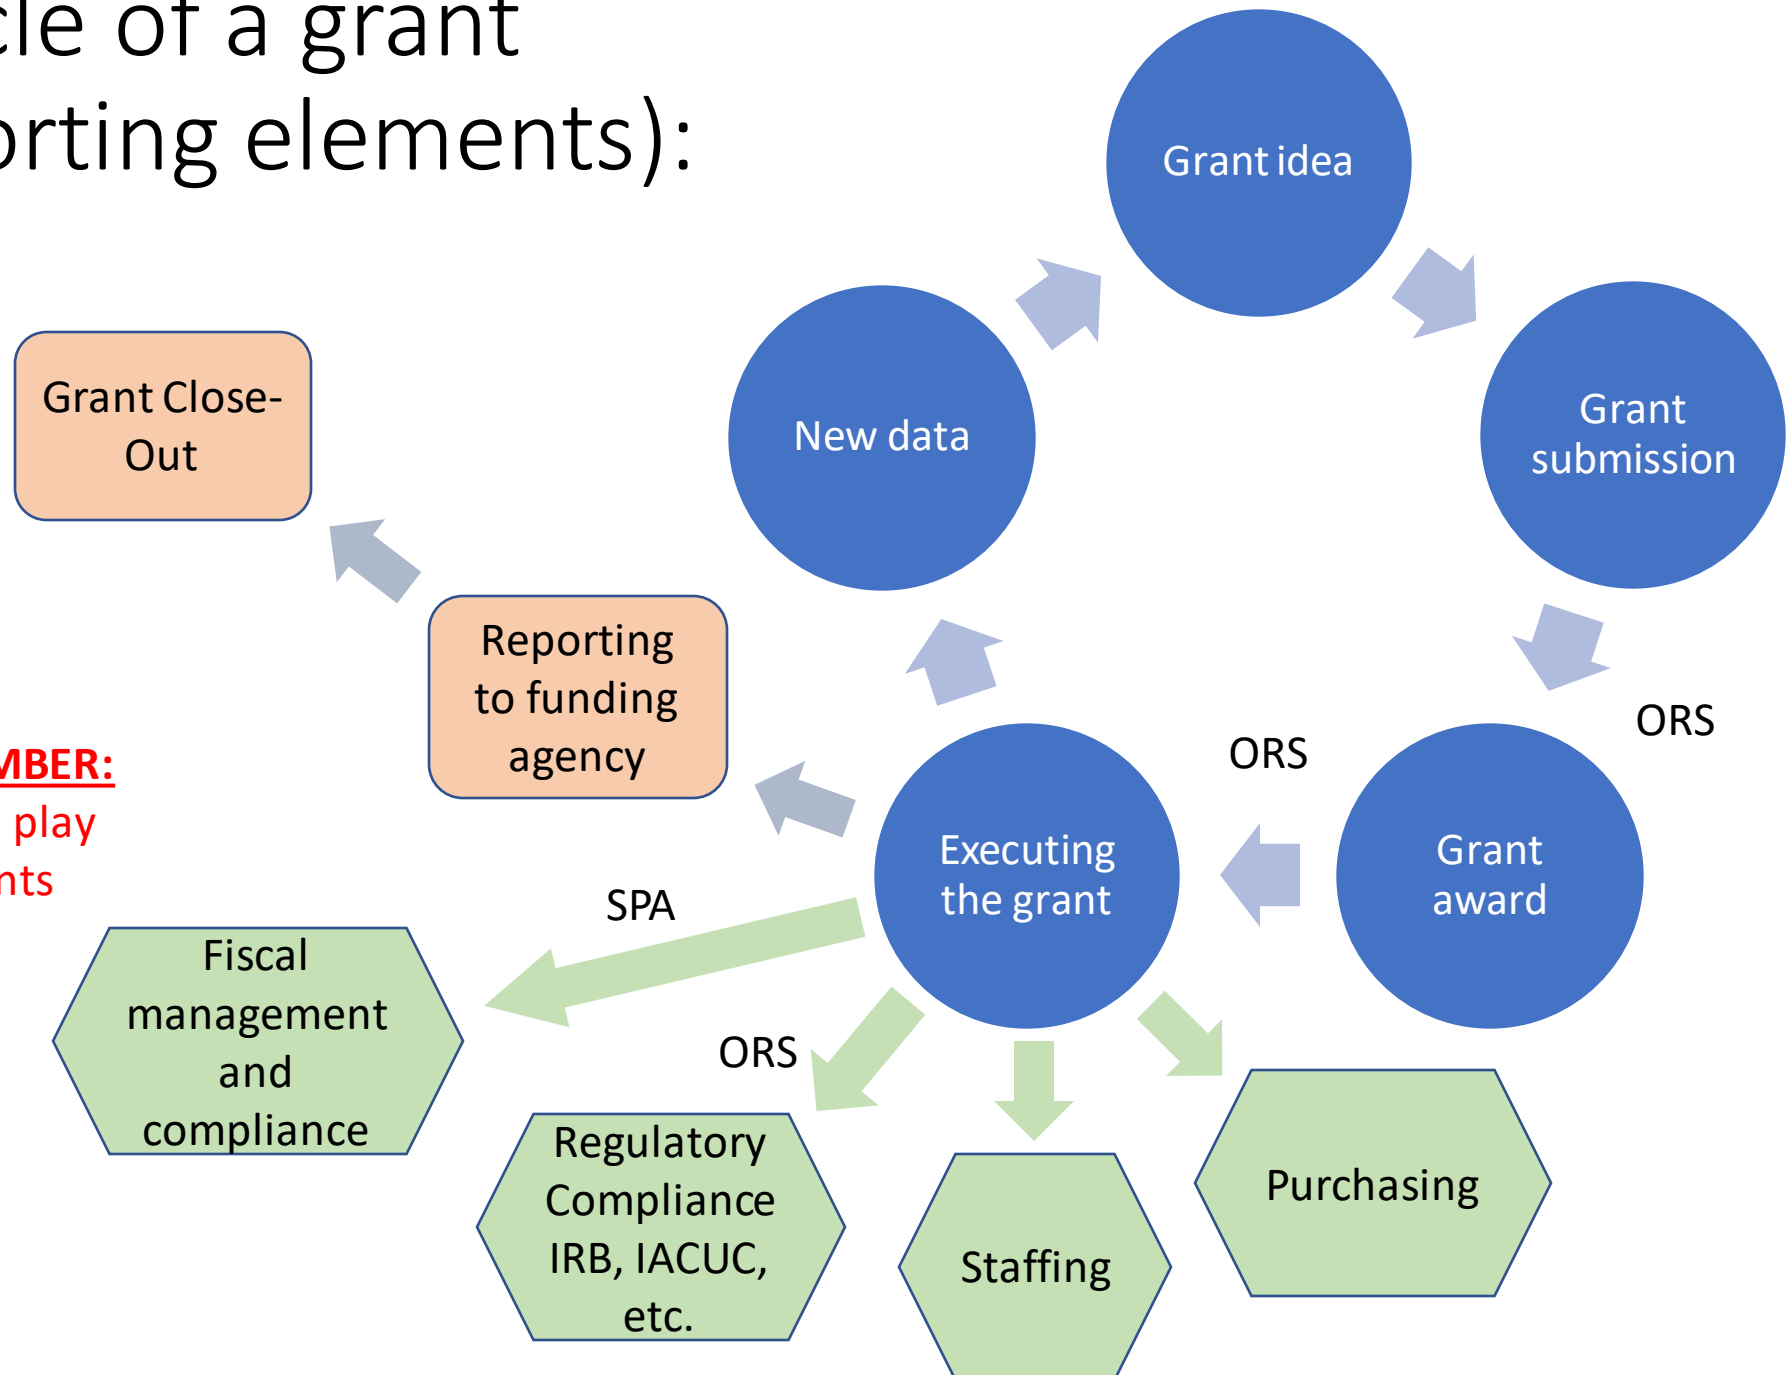 cle of a grant
orting elements):
Grant idea
Grant
submission
New data
Grant Close-
Out
Reporting
to funding
agency
ORS
ORS
MBER:
play
nts
Executing
the grant
Grant
award
SPA
Fiscal
management
and
compliance
ORS
Regulatory
Compliance
IRB, IACUC,
etc.
Staffing
Purchasing